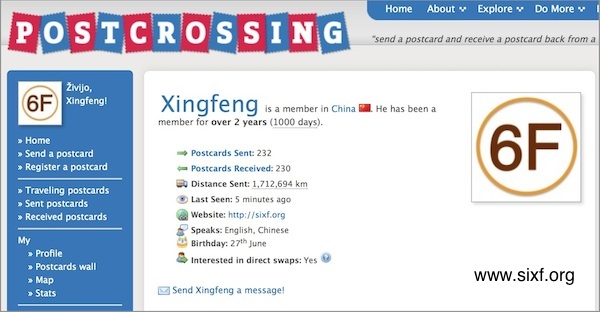 POSTCROSSING
Home About Explore Do More
"send a postcard and receive a postcard back from a
6F
Živijo,
Xingfeng!
» Home
» Send a postcard
» Register a postcard
» Traveling postcards
» Sent postcards
» Received postcards
My
» Profile
» Postcards wall
» Map
» Stats
Xingfeng is a member in China. He has been a
member for over 2 years (1000 days).
Postcards Sent: 232
Postcards Received: 230
Distance Sent: 1,712,694 km
Last Seen: 5 minutes ago
Website: http://sixf.org
Speaks: English, Chinese
Birthday: 27th June
Interested in direct swaps: Yes ?
Send Xingfeng a message!
6F
www.sixf.org